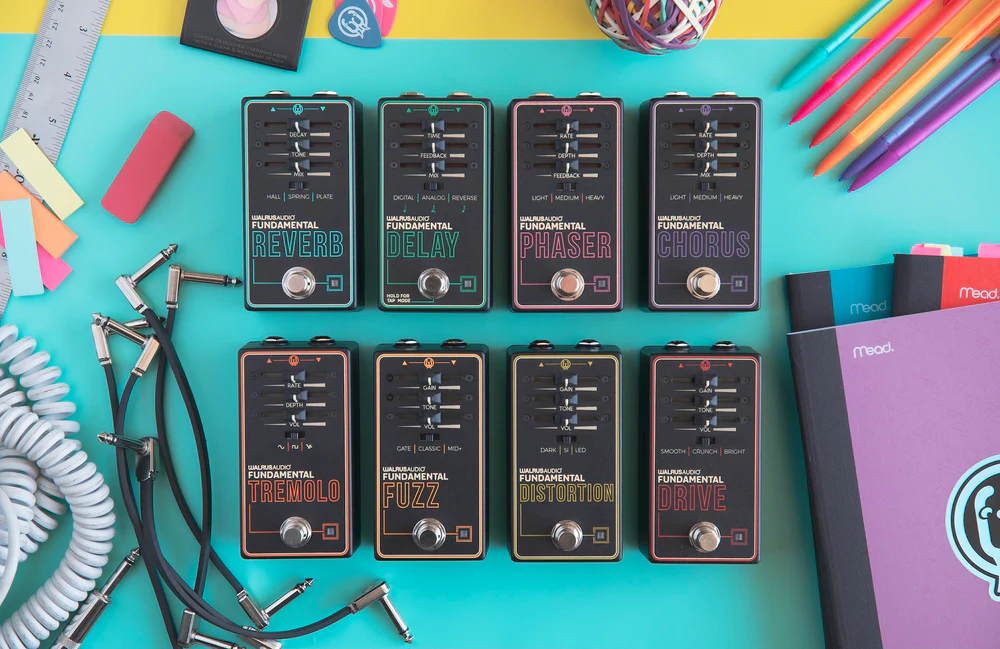 DECAY
TONE
MIX
HALL | SPRING | PLATE
WALRUSAUDIO
FUNDAMENTAL
REVERB
TIME
FEEDBACK
MIX
DIGITAL | ANALOG | REVERSE
WALRUSAUDIO
FUNDAMENTAL
DELAY
HOLD FOR
TAP MODE
RATE
DEPTH
FEEDBACK
LIGHT | MEDIUM | HEAVY
WALRUSAUDIO
FUNDAMENTAL
PHASER
RATE
DEPTH
MIX
LIGHT | MEDIUM | HEAVY
WALRUSAUDIO
FUNDAMENTAL
CHORUS
Mead
Mead.
Mead.
RATE
DEPTH
VOL
WALRUSAUDIO
FUNDAMENTAL
TREMOLO
GAIN
TONE
VOL
GATE | CLASSIC | MID+
WALRUSAUDIO
FUNDAMENTAL
FUZZ
GAIN
TONE
VOL
DARK | SI | LED
WALRUSAUDIO
FUNDAMENTAL
DISTORTION
GAIN
TONE
VOL
SMOOTH | CRUNCH | BRIGHT
WALRUSAUDIO
FUNDAMENTAL
DRIVE